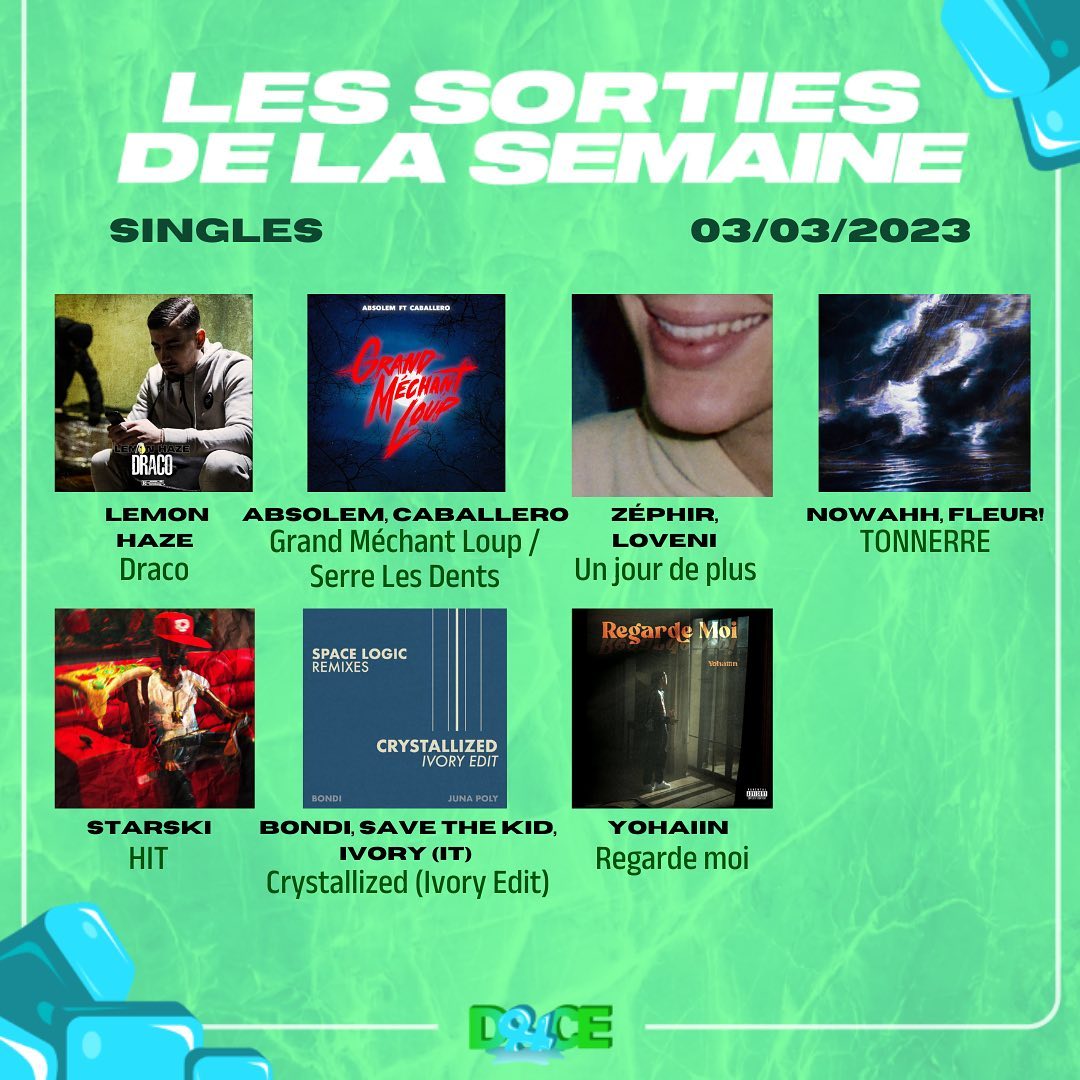 LES SORTIES
DE LA SEMAINE
SINGLES
03/03/2023
LEMON HAZE
DRACO
ABSOLEM FT CABALLERO
GRAND
MÉCHANT
LOUP
LEMON
HAZE
Draco
ABSOLEM, CABALLERO
Grand Méchant Loup /
Serre Les Dents
ZÉPHIR,
LOVENI
Un jour de plus
NOWAHH, FLEUR!
TONNERRE
SPACE LOGIC
REMIXES
CRYSTALLIZED
IVORY EDIT
BONDI
JUNA POLY
Regarde Moi
Yohaiin
STARSKI
HIT
BONDI, SAVE THE KID,
IVORY (IT)
Crystallized (Ivory Edit)
YOHAIIN
Regarde moi